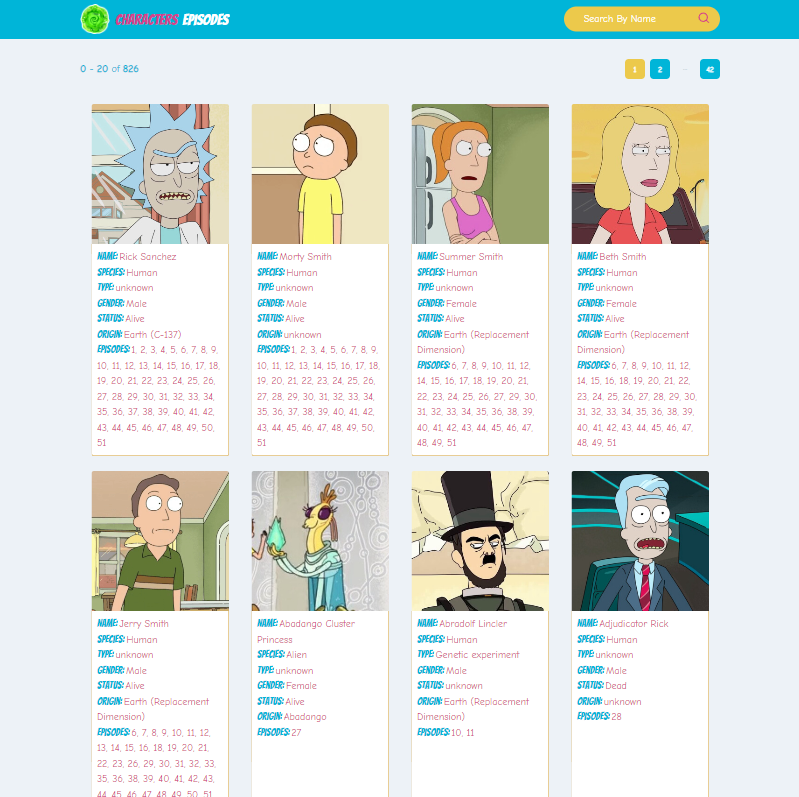 CHARACTERS EPISODES
Search By Name
0 - 20 of 826
1 2 ... 42
NAME: Rick Sanchez
SPECIES: Human
TYPE: unknown
GENDER: Male
STATUS: Alive
ORIGIN: Earth (C-137)
EPISODES: 1, 2, 3, 4, 5, 6, 7, 8, 9,
10, 11, 12, 13, 14, 15, 16, 17, 18,
19, 20, 21, 22, 23, 24, 25, 26,
27, 28, 29, 30, 31, 32, 33, 34,
35, 36, 37, 38, 39, 40, 41, 42,
43, 44, 45, 46, 47, 48, 49, 50,
51
NAME: Morty Smith
SPECIES: Human
TYPE: unknown
GENDER: Male
STATUS: Alive
ORIGIN: unknown
EPISODES: 1, 2, 3, 4, 5, 6, 7, 8, 9,
10, 11, 12, 13, 14, 15, 16, 17, 18,
19, 20, 21, 22, 23, 24, 25, 26,
27, 28, 29, 30, 31, 32, 33, 34,
35, 36, 37, 38, 39, 40, 41, 42,
43, 44, 45, 46, 47, 48, 49, 50,
51
NAME: Summer Smith
SPECIES: Human
TYPE: unknown
GENDER: Female
STATUS: Alive
ORIGIN: Earth (Replacement
Dimension)
EPISODES: 6, 7, 8, 9, 10, 11, 12,
14, 15, 16, 17, 18, 19, 20, 21,
22, 23, 24, 25, 26, 27, 29, 30,
31, 32, 33, 34, 35, 36, 38, 39,
40, 41, 42, 43, 44, 45, 46, 47,
48, 49, 51
NAME: Beth Smith
SPECIES: Human
TYPE: unknown
GENDER: Female
STATUS: Alive
ORIGIN: Earth (Replacement
Dimension)
EPISODES: 6, 7, 8, 9, 10, 11, 12,
14, 15, 16, 18, 19, 20, 21, 22,
23, 24, 25, 26, 27, 28, 29, 30,
31, 32, 33, 34, 35, 36, 38, 39,
40, 41, 42, 43, 44, 45, 46, 47,
48, 49, 51
NAME: Jerry Smith
SPECIES: Human
TYPE: unknown
GENDER: Male
STATUS: Alive
ORIGIN: Earth (Replacement
Dimension)
EPISODES: 6, 7, 8, 9, 10, 11, 12,
13, 14, 15, 16, 18, 19, 20, 21,
22, 23, 26, 29, 30, 31, 32, 33,
35, 36, 38, 39, 40, 41, 42, 43,
44, 45, 46, 47, 48, 49, 50, 51
NAME: Abadango Cluster
Princess
SPECIES: Alien
TYPE: unknown
GENDER: Female
STATUS: Alive
ORIGIN: Abadango
EPISODES: 27
NAME: Abradolf Lincler
SPECIES: Human
TYPE: Genetic experiment
GENDER: Male
STATUS: unknown
ORIGIN: Earth (Replacement
Dimension)
EPISODES: 10, 11
NAME: Adjudicator Rick
SPECIES: Human
TYPE: unknown
GENDER: Male
STATUS: Dead
ORIGIN: unknown
EPISODES: 28